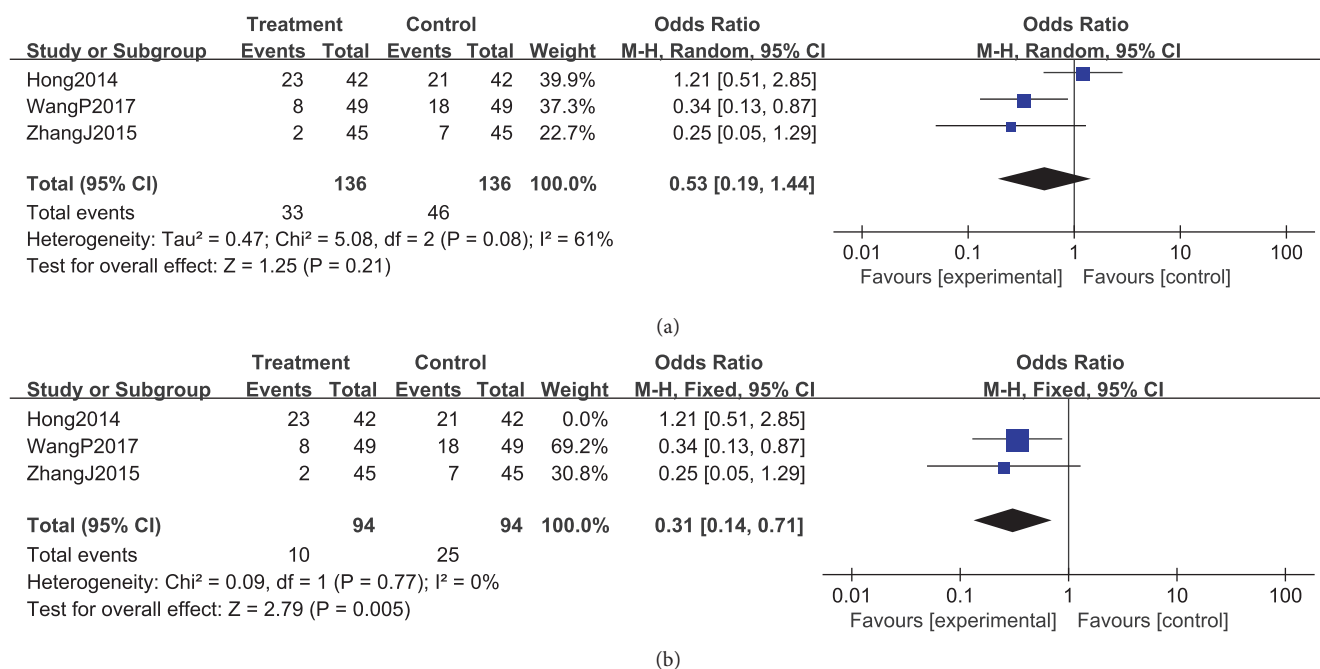 Treatment Control Odds Ratio Odds Ratio
Study or Subgroup Events Total Events Total Weight M-H, Random, 95% CI M-H, Random, 95% CI
Hong2014 23 42 21 42 39.9% 1.21 [0.51, 2.85]
WangP2017 8 49 18 49 37.3% 0.34 [0.13, 0.87]
ZhangJ2015 2 45 7 45 22.7% 0.25 [0.05, 1.29]
Total (95% CI) 136 136 100.0% 0.53 [0.19, 1.44]
Total events 33 46
Heterogeneity: Tau² = 0.47; Chi² = 5.08, df = 2 (P = 0.08); I² = 61%
Test for overall effect: Z = 1.25 (P = 0.21)
0.01 0.1 1 10 100
Favours [experimental] Favours [control]
(a)
Treatment Control Odds Ratio Odds Ratio
Study or Subgroup Events Total Events Total Weight M-H, Fixed, 95% CI M-H, Fixed, 95% CI
Hong2014 23 42 21 42 0.0% 1.21 [0.51, 2.85]
WangP2017 8 49 18 49 69.2% 0.34 [0.13, 0.87]
ZhangJ2015 2 45 7 45 30.8% 0.25 [0.05, 1.29]
Total (95% CI) 94 94 100.0% 0.31 [0.14, 0.71]
Total events 10 25
Heterogeneity: Chi² = 0.09, df = 1 (P = 0.77); I² = 0%
Test for overall effect: Z = 2.79 (P = 0.005)
0.01 0.1 1 10 100
Favours [experimental] Favours [control]
(b)